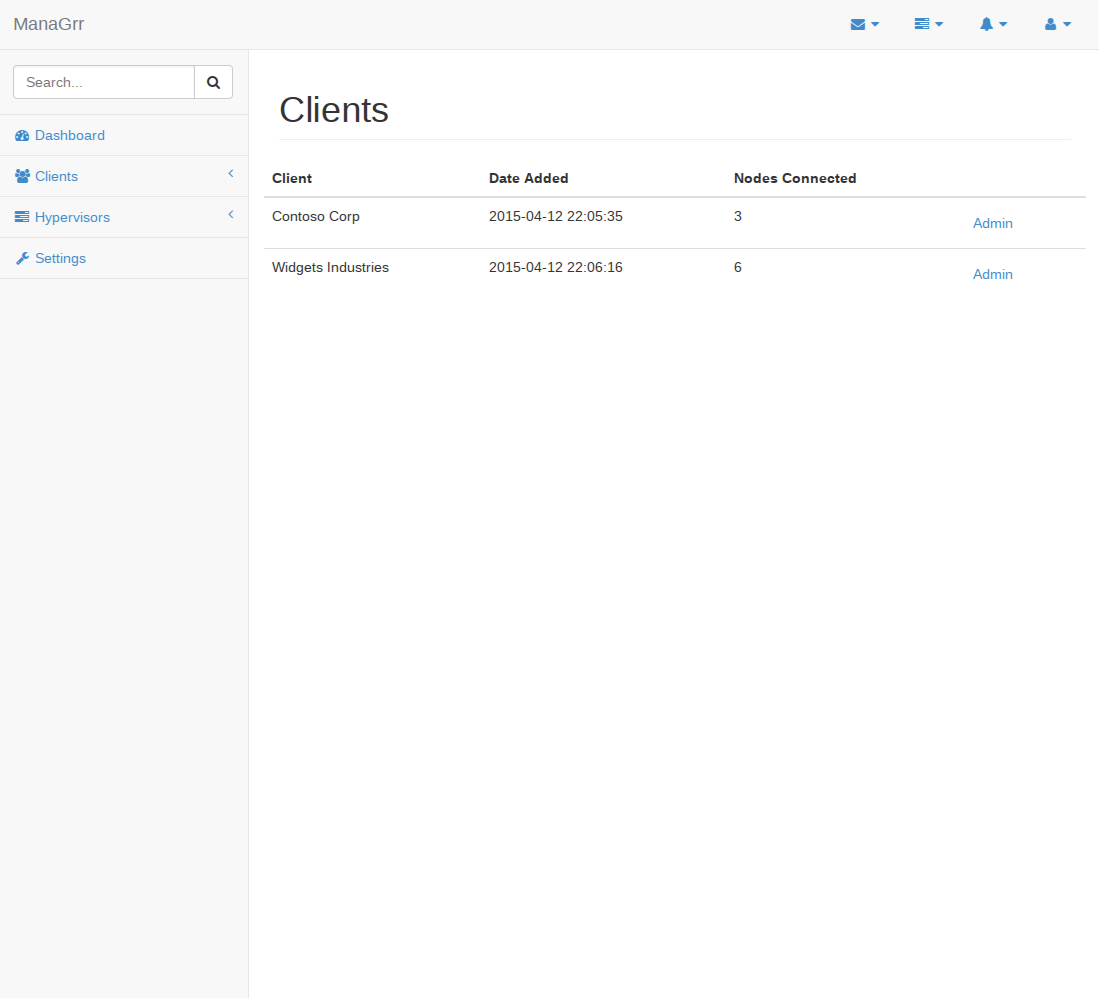 ManaGrr
Search...
Dashboard
Clients
Hypervisors
Settings
Clients
Client Date Added Nodes Connected
Contoso Corp 2015-04-12 22:05:35 3 Admin
Widgets Industries 2015-04-12 22:06:16 6 Admin